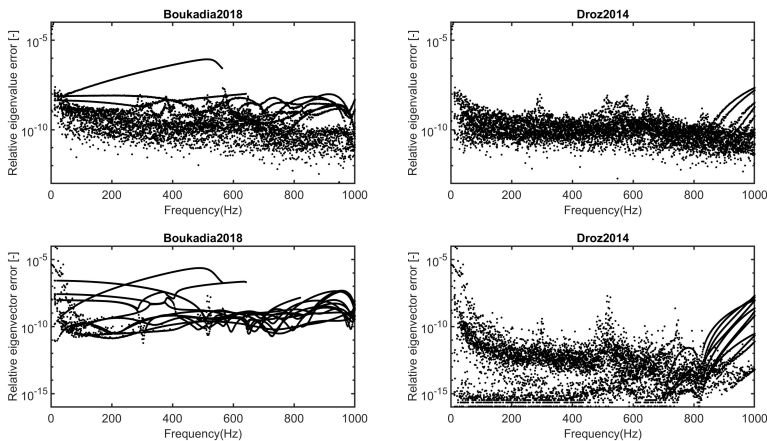 Boukadia2018
Relative eigenvalue error [-]
10^-5
10^-10
0 200 400 600 800 1000
Frequency(Hz)
Droz2014
Relative eigenvalue error [-]
10^-5
10^-10
0 200 400 600 800 1000
Frequency(Hz)
Boukadia2018
Relative eigenvector error [-]
10^-5
10^-10
10^-15
0 200 400 600 800 1000
Frequency(Hz)
Droz2014
Relative eigenvector error [-]
10^-5
10^-10
10^-15
0 200 400 600 800 1000
Frequency(Hz)